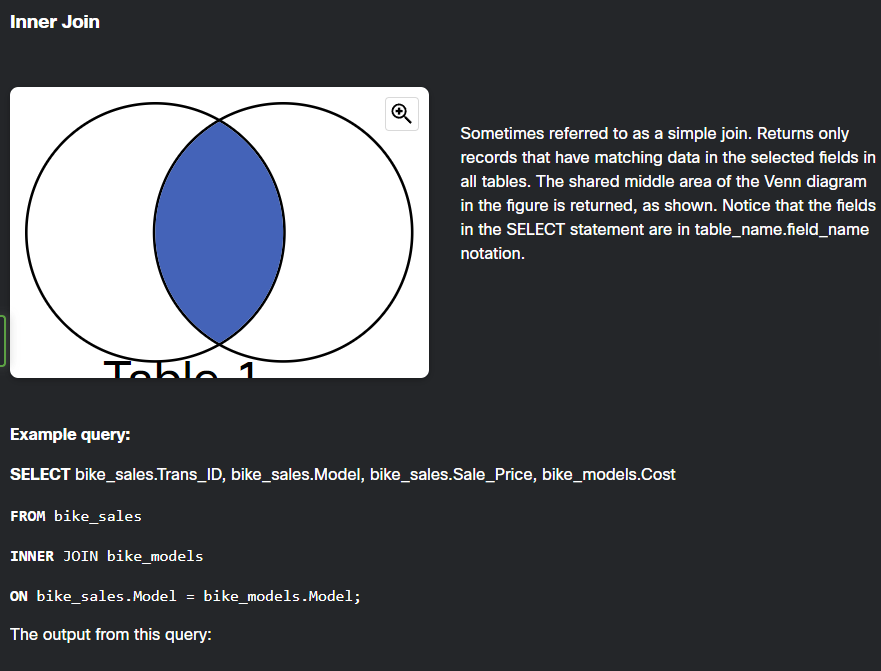 Inner Join
Sometimes referred to as a simple join. Returns only
records that have matching data in the selected fields in
all tables. The shared middle area of the Venn diagram
in the figure is returned, as shown. Notice that the fields
in the SELECT statement are in table_name.field_name
notation.
Table 1
Example query:
SELECT bike_sales.Trans_ID, bike_sales.Model, bike_sales.Sale_Price, bike_models.Cost
FROM bike_sales
INNER JOIN bike_models
ON bike_sales.Model = bike_models.Model;
The output from this query: